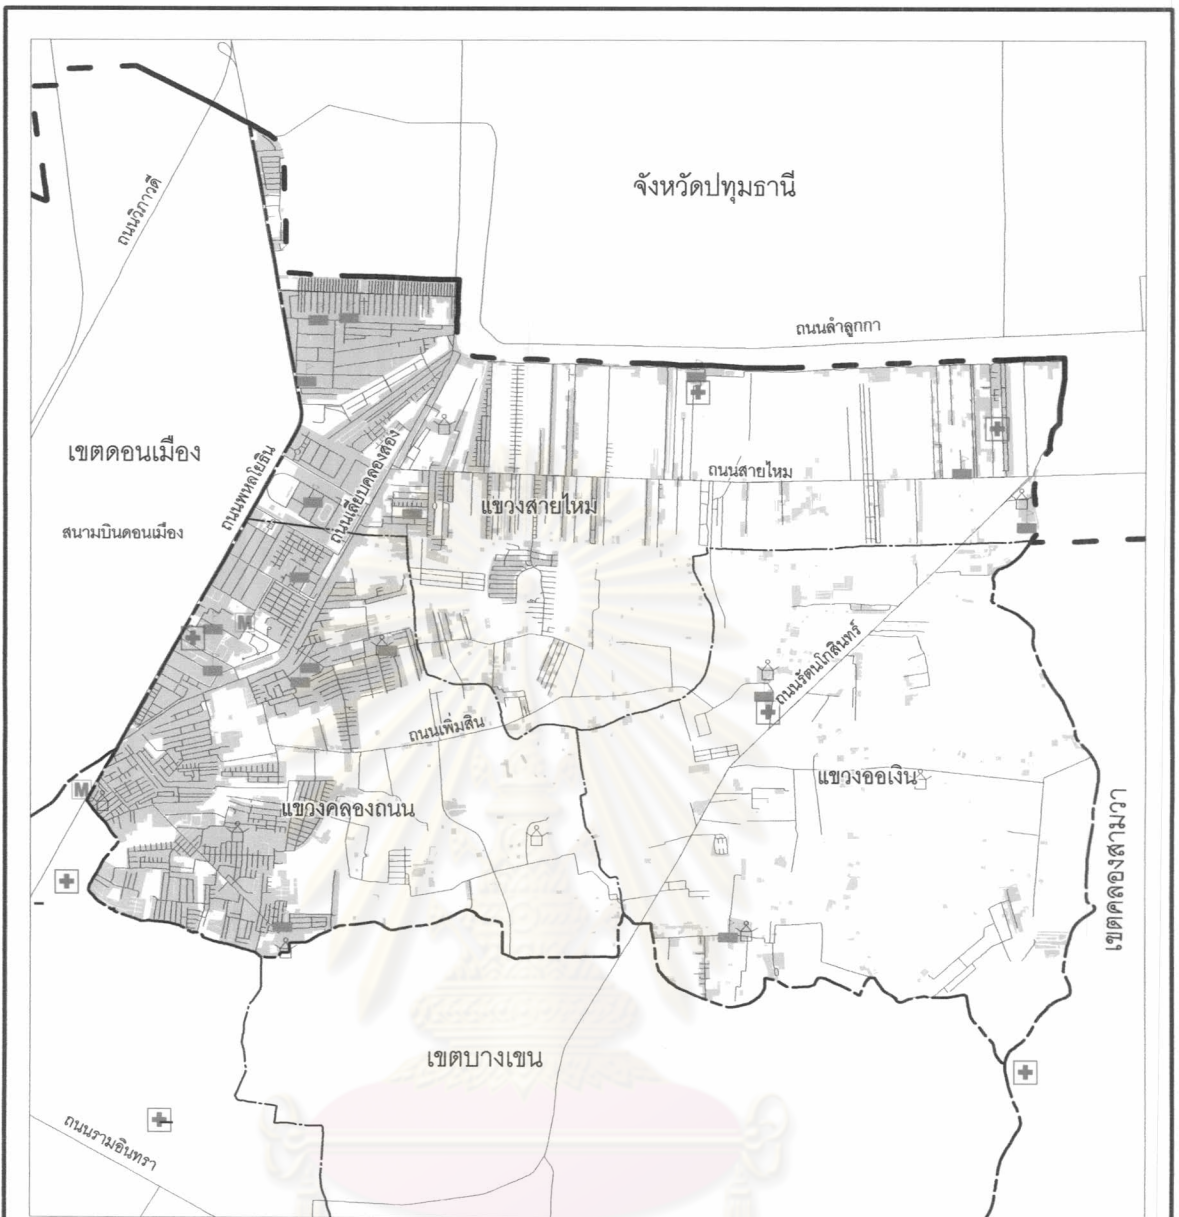 จังหวัดปทุมธานี
ถนนวิภาวดี
ถนนลำลูกกา
เขตดอนเมือง
ถนนพหลโยธิน
ถนนเลียบคลองสอง
ถนนสายไหม
แขวงสายไหม
สนามบินดอนเมือง
M
ถนนรัตนโกสินทร์
ถนนเพิ่มสิน
แขวงออเงิน
M
แขวงคลองถนน
เขตคลองสามวา
เขตบางเขน
ถนนรามอินทรา